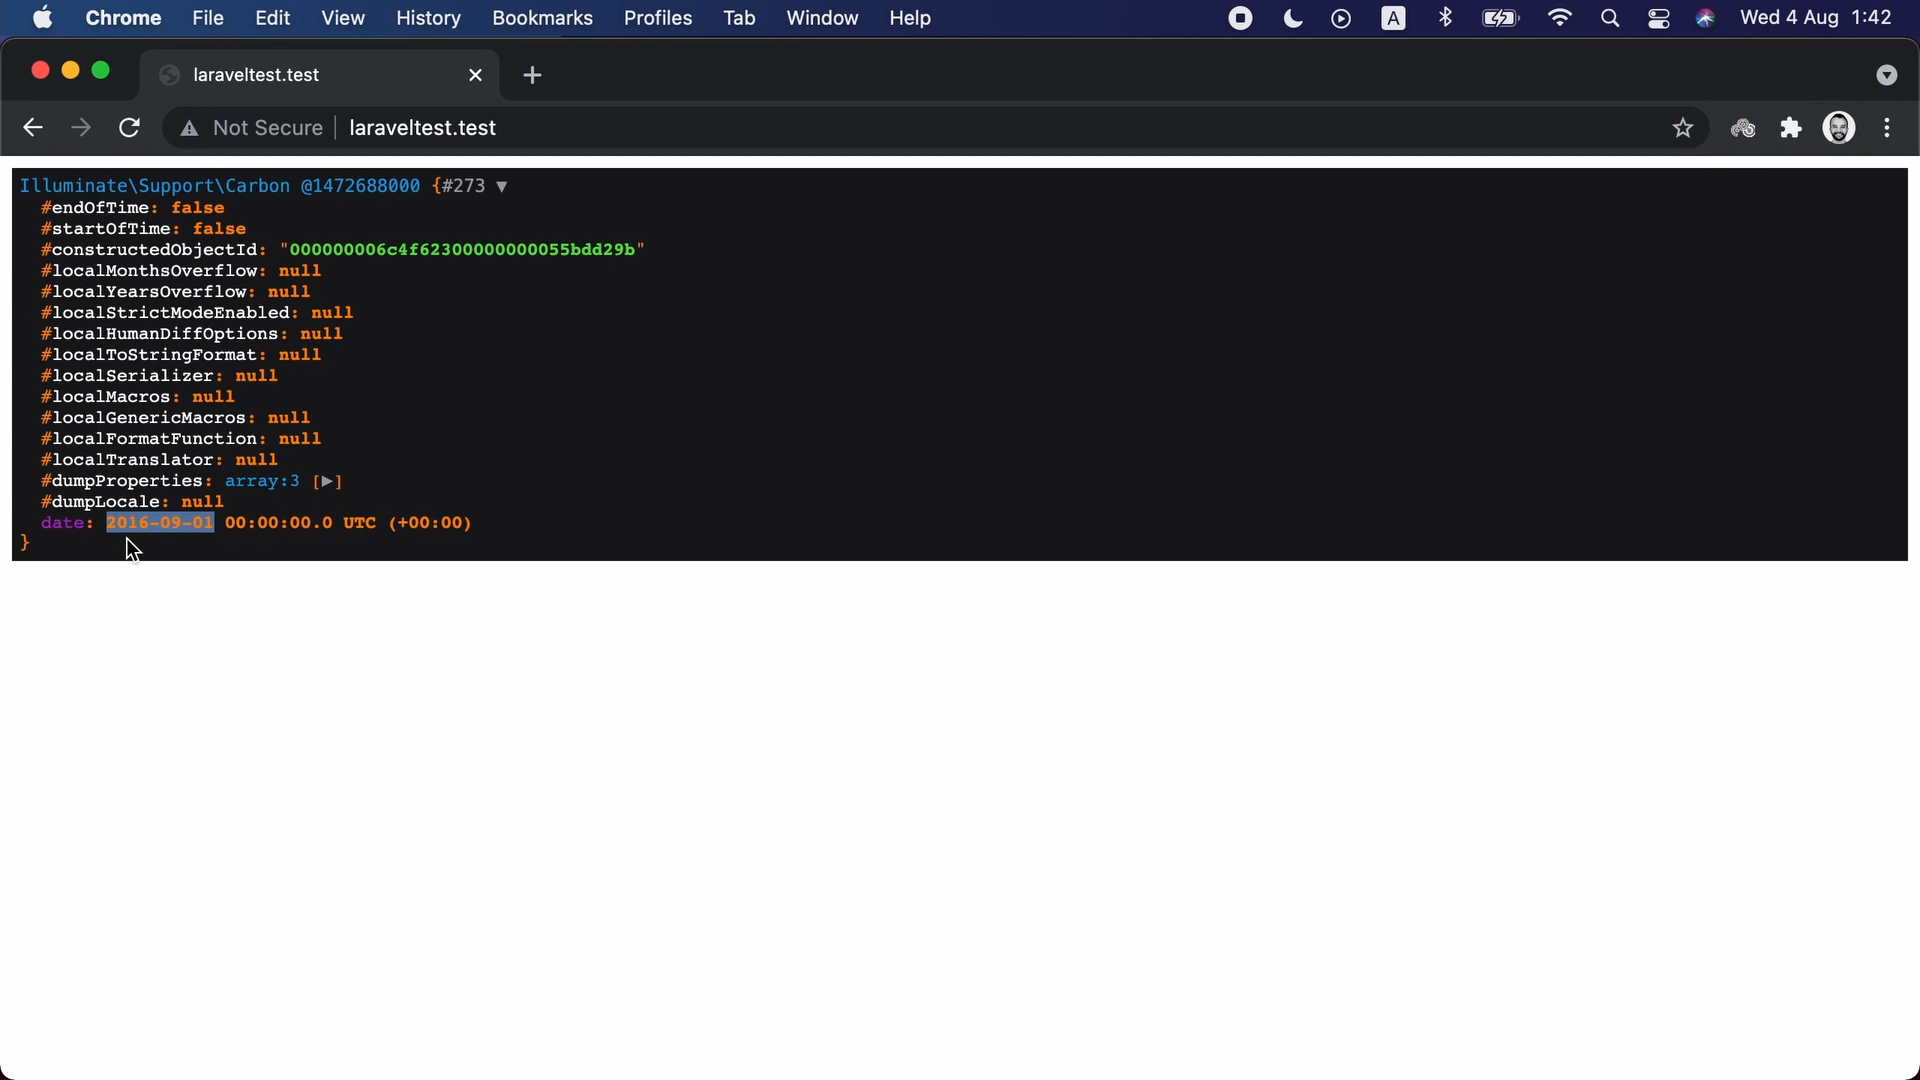 Chrome File Edit View History Bookmarks Profiles Tab Window Help A Wed 4 Aug 1:42
laraveltest.test
Not Secure laraveltest.test
Illuminate\Support\Carbon @1472688000 {#273 ▼
#endOfTime: false
#startOfTime: false
#constructedObjectId: "000000006c4f62300000000055bdd29b"
#localMonthsOverflow: null
#localYearsOverflow: null
#localStrictModeEnabled: null
#localHumanDiffOptions: null
#localToStringFormat: null
#localSerializer: null
#localMacros: null
#localGenericMacros: null
#localFormatFunction: null
#localTranslator: null
#dumpProperties: array:3 [▶]
#dumpLocale: null
date: 2016-09-01 00:00:00.0 UTC (+00:00)
}